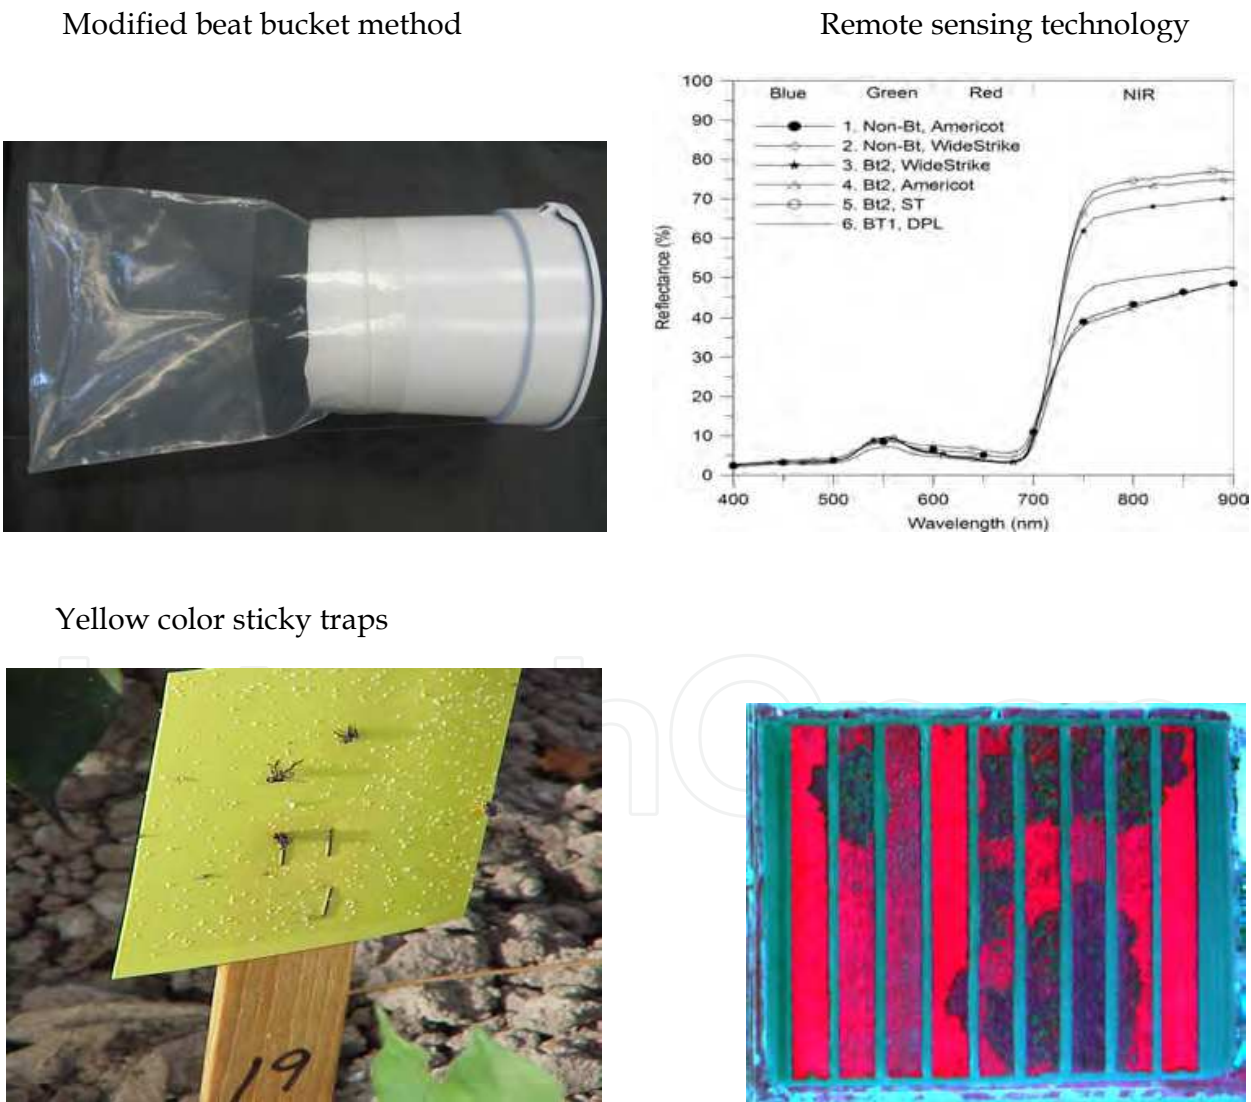 Modified beat bucket method
Remote sensing technology
100
90
80
70
60
50
40
30
20
10
0
Reflectance (%)
Blue Green Red NIR
1. Non-Bt, Americot
2. Non-Bt, WideStrike
3. Bt2, WideStrike
4. Bt2, Americot
5. Bt2, ST
6. BT1, DPL
400 500 600 700 800 900
Wavelength (nm)
Yellow color sticky traps
19